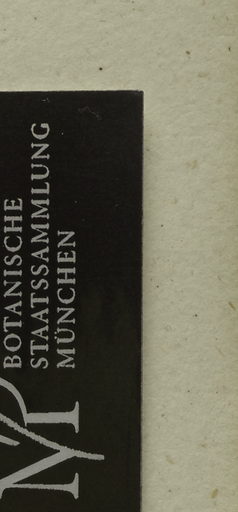 BOTANISCHE
STAATSSAMMLUNG
MÜNCHEN
M